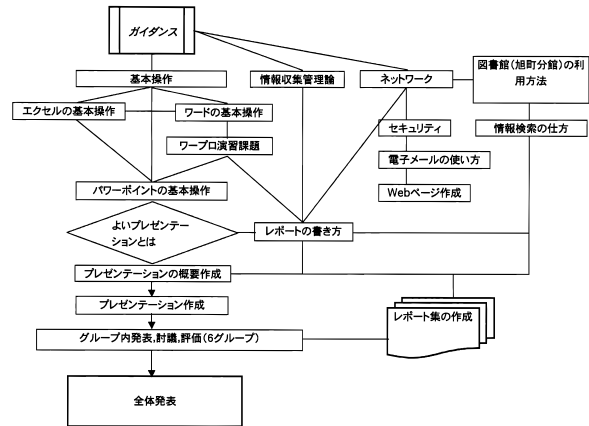 ガイダンス
基本操作
情報収集管理論
ネットワーク
図書館(旭町分館)の利
用方法
エクセルの基本操作
ワードの基本操作
セキュリティ
情報検索の仕方
ワープロ演習課題
電子メールの使い方
パワーポイントの基本操作
Webページ作成
よいプレゼンテー
ションとは
レポートの書き方
プレゼンテーションの概要作成
プレゼンテーション作成
レポート集の作成
グループ内発表,討議,評価(6グループ)
全体発表